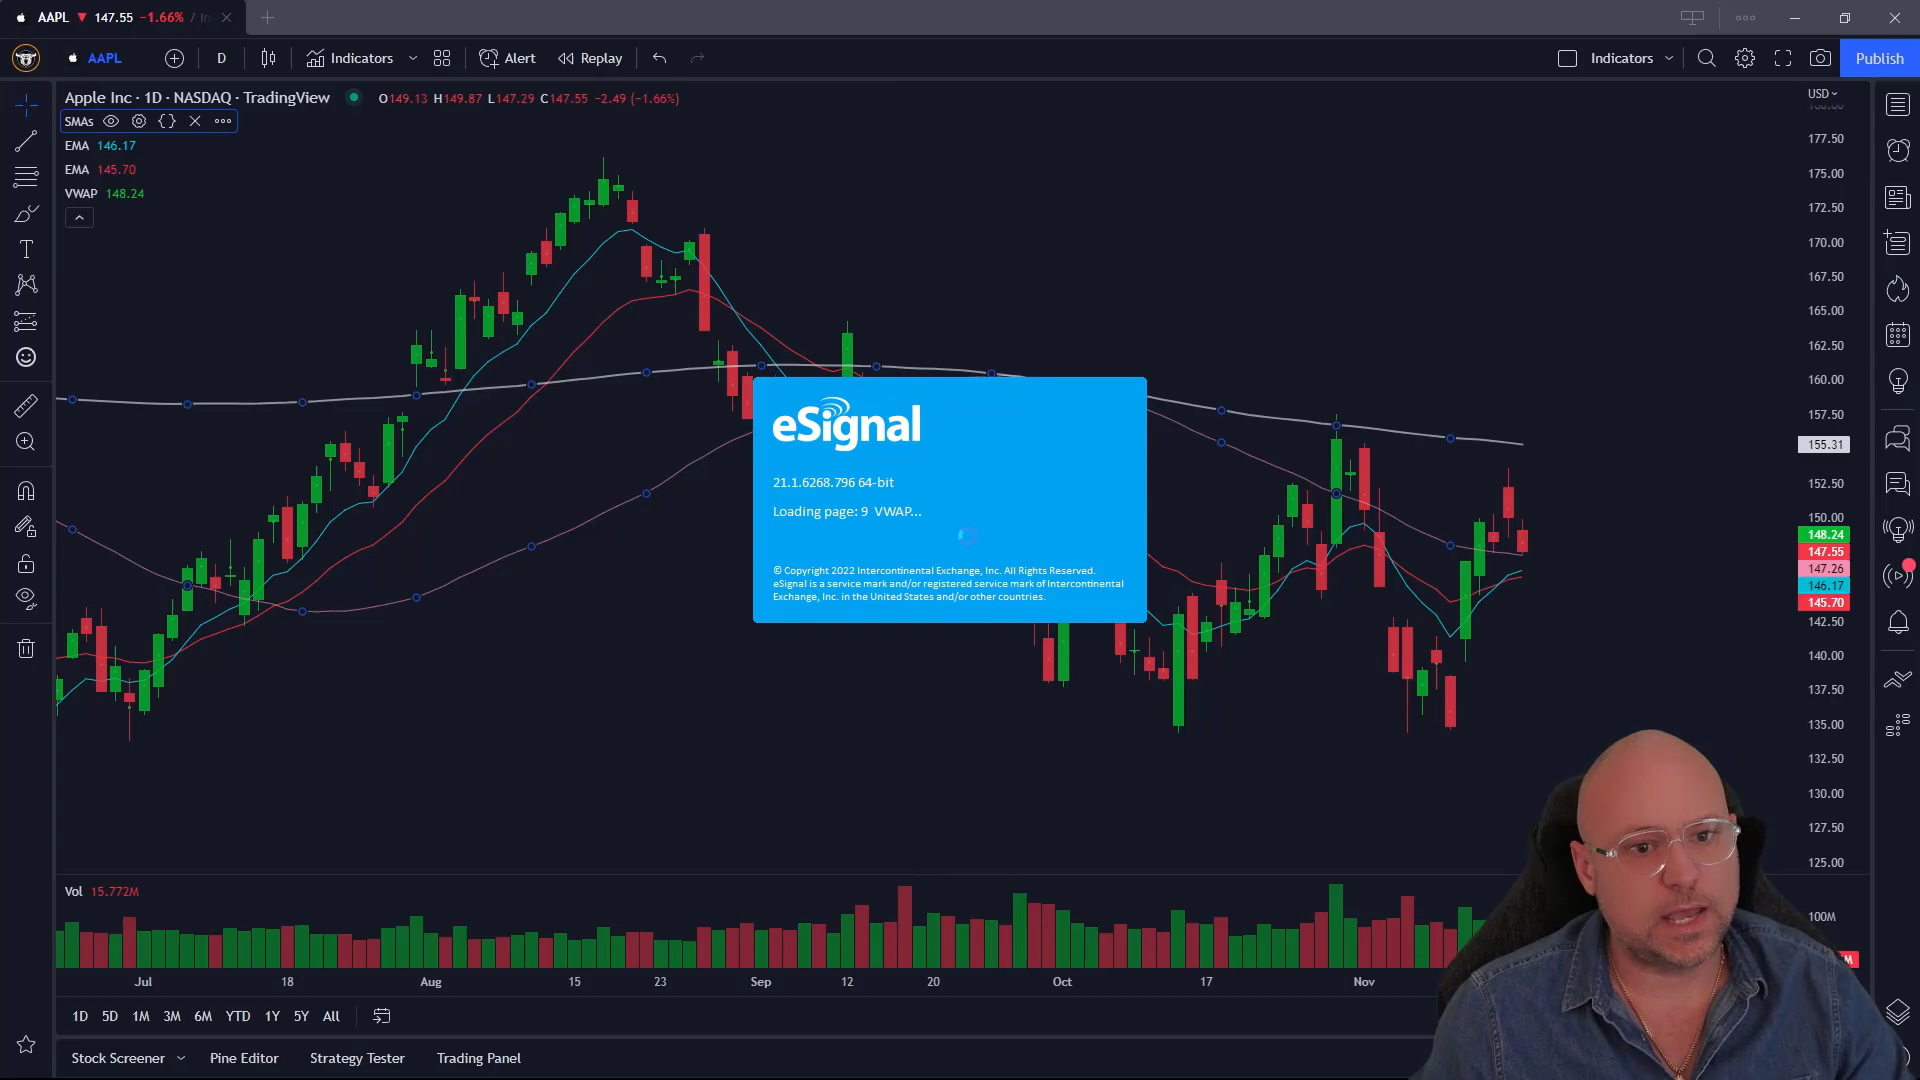 AAPL ▼ 147.55 −1.66% / In
AAPL
D
Indicators
Alert
Replay
Indicators
Publish
Apple Inc · 1D · NASDAQ · TradingView
O149.13 H149.87 L147.29 C147.55 −2.49 (−1.66%)
USD
SMAs
EMA 146.17
EMA 145.70
VWAP 148.24
177.50
175.00
172.50
170.00
167.50
165.00
162.50
160.00
157.50
155.31
152.50
150.00
148.24
147.55
147.26
146.17
145.70
142.50
140.00
137.50
135.00
132.50
130.00
127.50
125.00
eSignal
21.1.6268.796 64-bit
Loading page: 9 VWAP...
© Copyright 2022 Intercontinental Exchange, Inc. All Rights Reserved.
eSignal is a service mark and/or registered service mark of Intercontinental
Exchange, Inc. in the United States and/or other countries.
Vol 15.772M
100M
M
Jul 18 Aug 15 23 Sep 12 20 Oct 17 Nov
1D 5D 1M 3M 6M YTD 1Y 5Y All
Stock Screener Pine Editor Strategy Tester Trading Panel